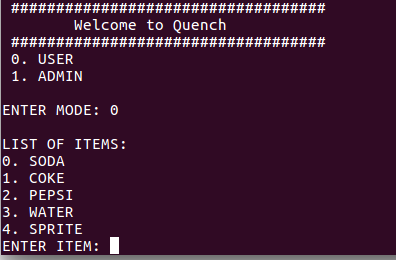 ###################################
Welcome to Quench
###################################
0. USER
1. ADMIN
ENTER MODE: 0
LIST OF ITEMS:
0. SODA
1. COKE
2. PEPSI
3. WATER
4. SPRITE
ENTER ITEM: